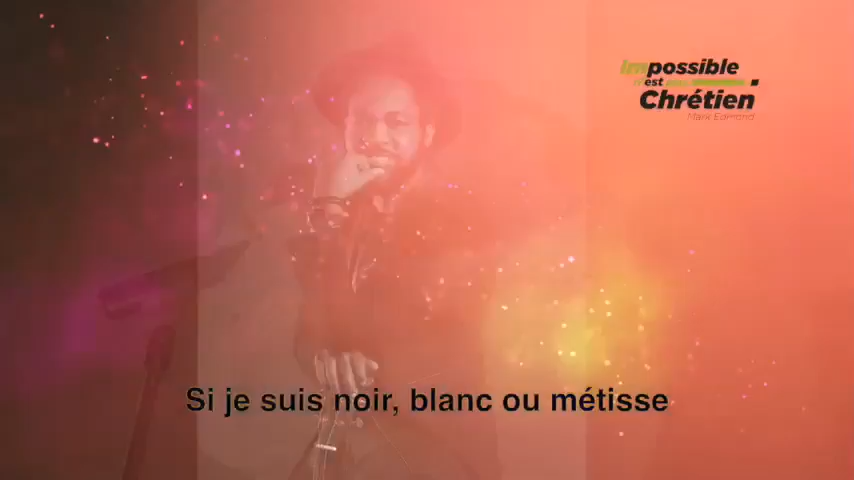 Impossible
n'est pas
Chrétien
Mark Edmond
Si je suis noir, blanc ou métisse